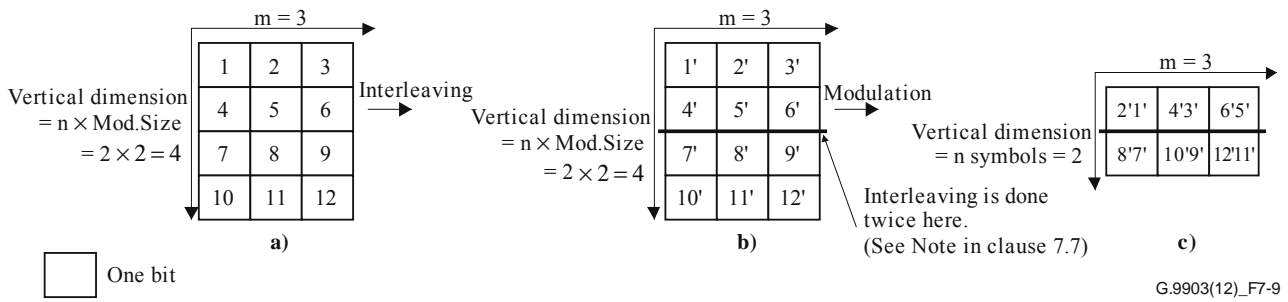 m = 3
1 2 3
4 5 6
7 8 9
10 11 12
Vertical dimension
= n × Mod.Size
= 2 × 2 = 4
a)
Interleaving
m = 3
1' 2' 3'
4' 5' 6'
7' 8' 9'
10' 11' 12'
Vertical dimension
= n × Mod.Size
= 2 × 2 = 4
b)
Modulation
Interleaving is done
twice here.
(See Note in clause 7.7)
m = 3
2'1' 4'3' 6'5'
8'7' 10'9' 12'11'
Vertical dimension
= n symbols = 2
c)
One bit
G.9903(12)_F7-9